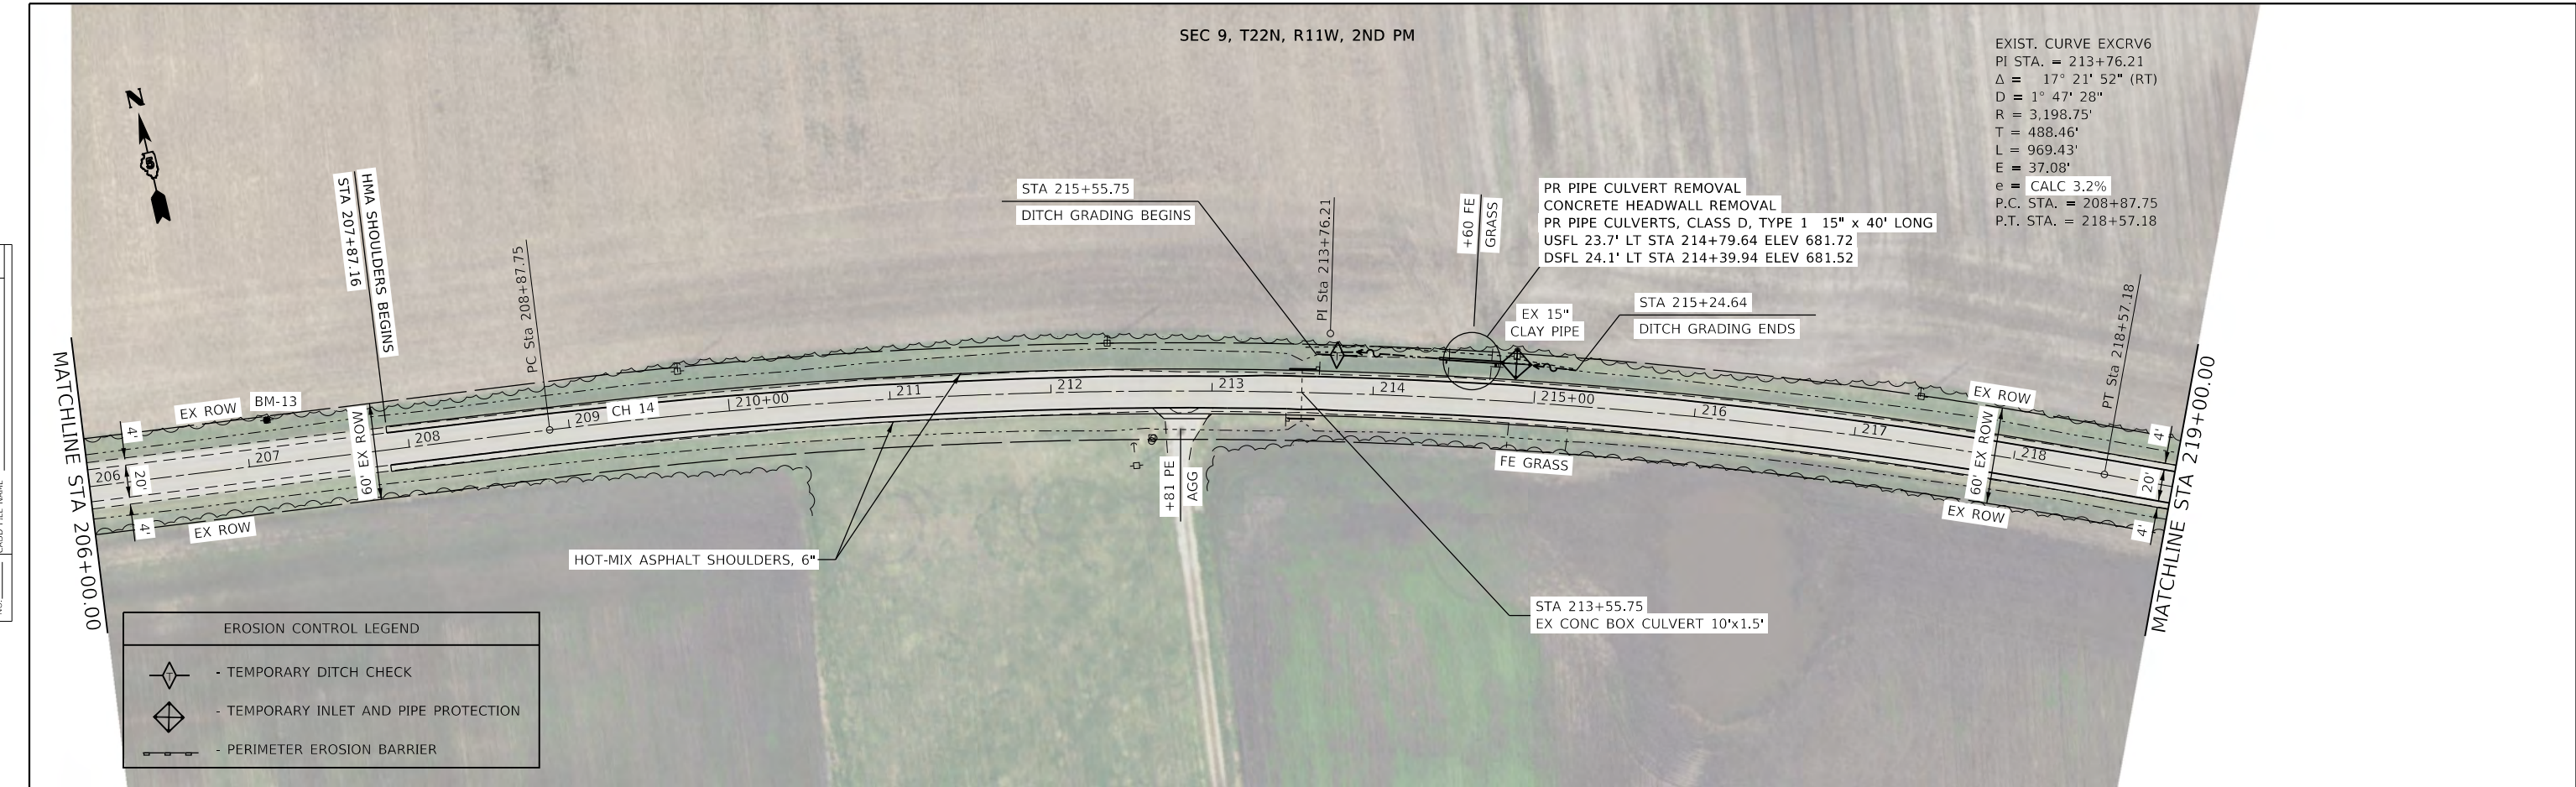 SEC 9, T22N, R11W, 2ND PM
EXIST. CURVE EXCRV6
PI STA. = 213+76.21
Δ = 17° 21' 52" (RT)
D = 1° 47' 28"
R = 3,198.75'
T = 488.46'
L = 969.43'
E = 37.08'
e = CALC 3.2%
P.C. STA. = 208+87.75
P.T. STA. = 218+57.18
N
5
HMA SHOULDERS BEGINS
STA 207+87.16
PC Sta 208+87.75
STA 215+55.75
DITCH GRADING BEGINS
PI Sta 213+76.21
+60 FE
GRASS
PR PIPE CULVERT REMOVAL
CONCRETE HEADWALL REMOVAL
PR PIPE CULVERTS, CLASS D, TYPE 1 15" x 40' LONG
USFL 23.7' LT STA 214+79.64 ELEV 681.72
DSFL 24.1' LT STA 214+39.94 ELEV 681.52
EX 15"
CLAY PIPE
STA 215+24.64
DITCH GRADING ENDS
PT Sta 218+57.18
MATCHLINE STA 206+00.00
EX ROW
BM-13
60' EX ROW
4'
20'
4'
EX ROW
206
207
208
209
CH 14
210+00
211
212
213
214
215+00
216
217
218
EX ROW
60' EX ROW
EX ROW
4'
20'
4'
MATCHLINE STA 219+00.00
+81 PE
AGG
FE GRASS
HOT-MIX ASPHALT SHOULDERS, 6"
STA 213+55.75
EX CONC BOX CULVERT 10'x1.5'
EROSION CONTROL LEGEND
T
- TEMPORARY DITCH CHECK
- TEMPORARY INLET AND PIPE PROTECTION
- PERIMETER EROSION BARRIER